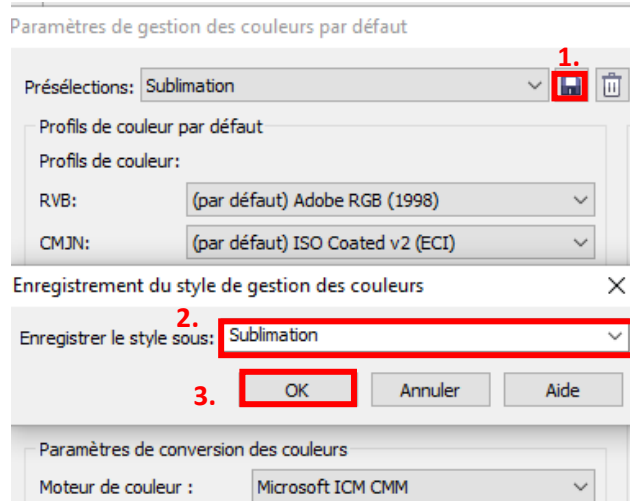 Paramètres de gestion des couleurs par défaut
1.
Présélections: Sublimation
Profils de couleur par défaut
Profils de couleur:
RVB: (par défaut) Adobe RGB (1998)
CMJN: (par défaut) ISO Coated v2 (ECI)
Enregistrement du style de gestion des couleurs
2.
Enregistrer le style sous: Sublimation
3. OK Annuler Aide
Paramètres de conversion des couleurs
Moteur de couleur : Microsoft ICM CMM